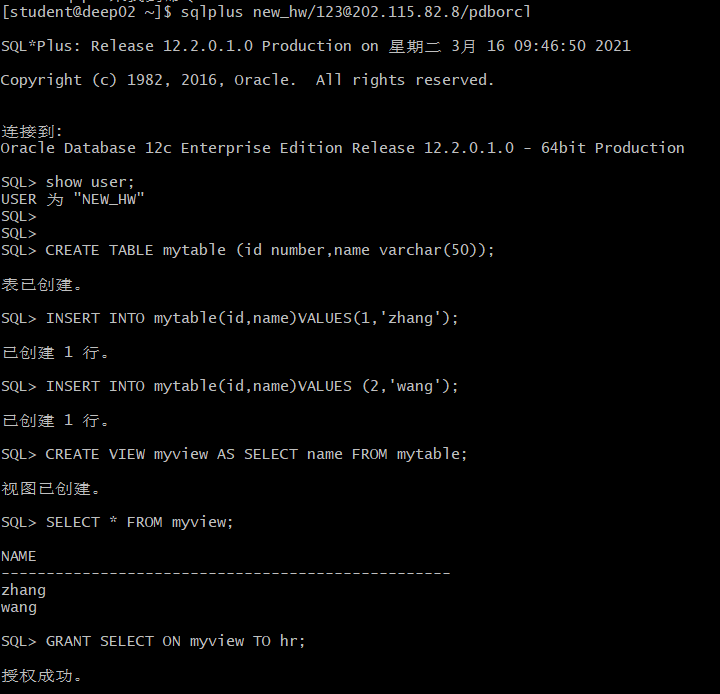 [student@deep02 ~]$ sqlplus new_hw/123@202.115.82.8/pdborcl
SQL*Plus: Release 12.2.0.1.0 Production on 星期二 3月 16 09:46:50 2021
Copyright (c) 1982, 2016, Oracle.  All rights reserved.
连接到:
Oracle Database 12c Enterprise Edition Release 12.2.0.1.0 - 64bit Production
SQL> show user;
USER 为 "NEW_HW"
SQL>
SQL>
SQL> CREATE TABLE mytable (id number,name varchar(50));
表已创建。
SQL> INSERT INTO mytable(id,name)VALUES(1,'zhang');
已创建 1 行。
SQL> INSERT INTO mytable(id,name)VALUES (2,'wang');
已创建 1 行。
SQL> CREATE VIEW myview AS SELECT name FROM mytable;
视图已创建。
SQL> SELECT * FROM myview;
NAME
--------------------------------------------------
zhang
wang
SQL> GRANT SELECT ON myview TO hr;
授权成功。